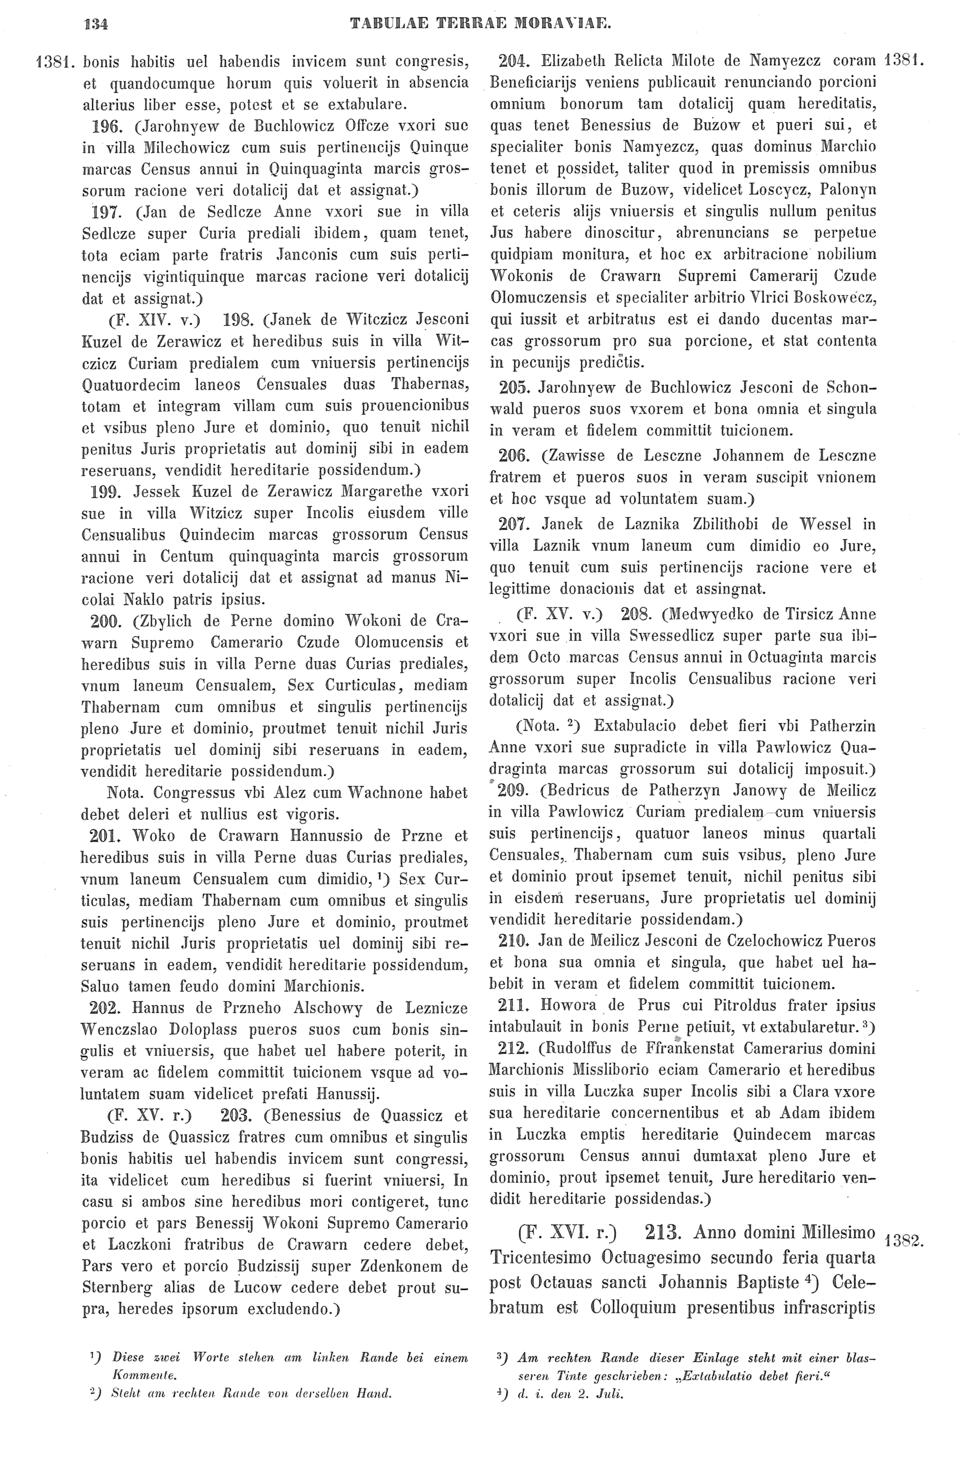 134
TABULAE TERRAE MORAVIAE.
1381. bonis habitis uel habendis invicem sunt congresis,
et quandocumque horum quis voluerit in absencia
alterius liber esse, potest et se extabulare.
196. (Jarohnyew de Buchlowicz Offcze vxori sue
in villa Milechowicz cum suis pertinencijs Quinque
marcas Census annui in Quinquaginta marcis gros-
sorum racione veri dotalicij dat et assignat.)
197. (Jan de Sedlcze Anne vxori sue in villa
Sedlcze super Curia prediali ibidem, quam tenet,
tota eciam parte fratris Janconis cum suis perti-
nencijs vigintiquinque marcas racione veri dotalicij
dat et assignat.)
(F. XIV. v.) 198. (Janek de Witczicz Jesconi
Kuzel de Zerawicz et heredibus suis in villa Wit-
czicz Curiam predialem cum vniuersis pertinencijs
Quatuordecim laneos Censuales duas Thabernas,
totam et integram villam cum suis prouencionibus
et vsibus pleno Jure et dominio, quo tenuit nichil
penitus Juris proprietatis aut dominij sibi in eadem
reseruans, vendidit hereditarie possidendum.)
199. Jessek Kuzel de Zerawicz Margarethe vxori
sue in villa Witzicz super Incolis eiusdem ville
Censualibus Quindecim marcas grossorum Census
annui in Centum quinquaginta marcis grossorum
racione veri dotalicij dat et assignat ad manus Ni-
colai Naklo patris ipsius.
200. (Zbylich de Perne domino Wokoni de Cra-
warn Supremo Camerario Czude Olomucensis et
heredibus suis in villa Perne duas Curias prediales,
vnum laneum Censualem, Sex Curticulas, mediam
Thabernam cum omnibus et singulis pertinencijs
pleno Jure et dominio, proutmet tenuit nichil Juris
proprietatis uel dominij sibi reseruans in eadem,
vendidit hereditarie possidendum.)
Nota. Congressus vbi Alez cum Wachnone habet
debet deleri et nullius est vigoris.
201. Woko de Crawarn Hannussio de Przne et
heredibus suis in villa Perne duas Curias prediales,
vnum laneum Censualem cum dimidio, ¹) Sex Cur-
ticulas, mediam Thabernam cum omnibus et singulis
suis pertinencijs pleno Jure et dominio, proutmet
tenuit nichil Juris proprietatis uel dominij sibi re-
seruans in eadem, vendidit hereditarie possidendum,
Saluo tamen feudo domini Marchionis.
202. Hannus de Przneho Alschowy de Leznicze
Wenczslao Doloplass pueros suos cum bonis sin-
gulis et vniuersis, que habet uel habere poterit, in
veram ac fidelem committit tuicionem vsque ad vo-
luntatem suam videlicet prefati Hanussij.
(F. XV. r.) 203. (Benessius de Quassicz et
Budziss de Quassicz fratres cum omnibus et singulis
bonis habitis uel habendis invicem sunt congressi,
ita videlicet cum heredibus si fuerint vniuersi, In
casu si ambos sine heredibus mori contigeret, tunc
porcio et pars Benessij Wokoni Supremo Camerario
et Laczkoni fratribus de Crawarn cedere debet,
Pars vero et porcio Budzissij super Zdenkonem de
Sternberg alias de Lucow cedere debet prout su-
pra, heredes ipsorum excludendo.)
¹) Diese zwei Worte stehen am linken Rande bei einem
Kommente.
²) Steht am rechten Rande von derselben Hand.
204. Elizabeth Relicta Milote de Namyezcz coram 1381.
Beneficiarijs veniens publicauit renunciando porcioni
omnium bonorum tam dotalicij quam hereditatis,
quas tenet Benessius de Buzow et pueri sui, et
specialiter bonis Namyezcz, quas dominus Marchio
tenet et possidet, taliter quod in premissis omnibus
bonis illorum de Buzow, videlicet Loscycz, Palonyn
et ceteris alijs vniuersis et singulis nullum penitus
Jus habere dinoscitur, abrenuncians se perpetue
quidpiam monitura, et hoc ex arbitracione nobilium
Wokonis de Crawarn Supremi Camerarij Czude
Olomuczensis et specialiter arbitrio Vlrici Boskowecz,
qui iussit et arbitratus est ei dando ducentas mar-
cas grossorum pro sua porcione, et stat contenta
in pecunijs predictis.
205. Jarohnyew de Buchlowicz Jesconi de Schon-
wald pueros suos vxorem et bona omnia et singula
in veram et fidelem committit tuicionem.
206. (Zawisse de Lesczne Johannem de Lesczne
fratrem et pueros suos in veram suscipit vnionem
et hoc vsque ad voluntatem suam.)
207. Janek de Laznika Zbilithobi de Wessel in
villa Laznik vnum laneum cum dimidio eo Jure,
quo tenuit cum suis pertinencijs racione vere et
legittime donacionis dat et assingnat.
(F. XV. v.) 208. (Medwyedko de Tirsicz Anne
vxori sue in villa Swessedlicz super parte sua ibi-
dem Octo marcas Census annui in Octuaginta marcis
grossorum super Incolis Censualibus racione veri
dotalicij dat et assignat.)
(Nota. ²) Extabulacio debet fieri vbi Patherzin
Anne vxori sue supradicte in villa Pawlowicz Qua-
draginta marcas grossorum sui dotalicij imposuit.)
209. (Bedricus de Patherzyn Janowy de Meilicz
in villa Pawlowicz Curiam predialem cum vniuersis
suis pertinencijs, quatuor laneos minus quartali
Censuales, Thabernam cum suis vsibus, pleno Jure
et dominio prout ipsemet tenuit, nichil penitus sibi
in eisdem reseruans, Jure proprietatis uel dominij
vendidit hereditarie possidendam.)
210. Jan de Meilicz Jesconi de Czelochowicz Pueros
et bona sua omnia et singula, que habet uel ha-
bebit in veram et fidelem committit tuicionem.
211. Howora de Prus cui Pitroldus frater ipsius
intabulauit in bonis Perne petiuit, vt extabularetur. ³)
212. (Rudolffus de Ffrankenstat Camerarius domini
Marchionis Missliborio eciam Camerario et heredibus
suis in villa Luczka super Incolis sibi a Clara vxore
sua hereditarie concernentibus et ab Adam ibidem
in Luczka emptis hereditarie Quindecem marcas
grossorum Census annui dumtaxat pleno Jure et
dominio, prout ipsemet tenuit, Jure hereditario ven-
didit hereditarie possidendas.)
(F. XVI. r.) 213. Anno domini Millesimo 1382.
Tricentesimo Octuagesimo secundo feria quarta
post Octauas sancti Johannis Baptiste ⁴) Cele-
bratum est Colloquium presentibus infrascriptis
³) Am rechten Rande dieser Einlage steht mit einer blas-
seren Tinte geschrieben: „Extabulatio debet fieri.“
⁴) d. i. den 2. Juli.